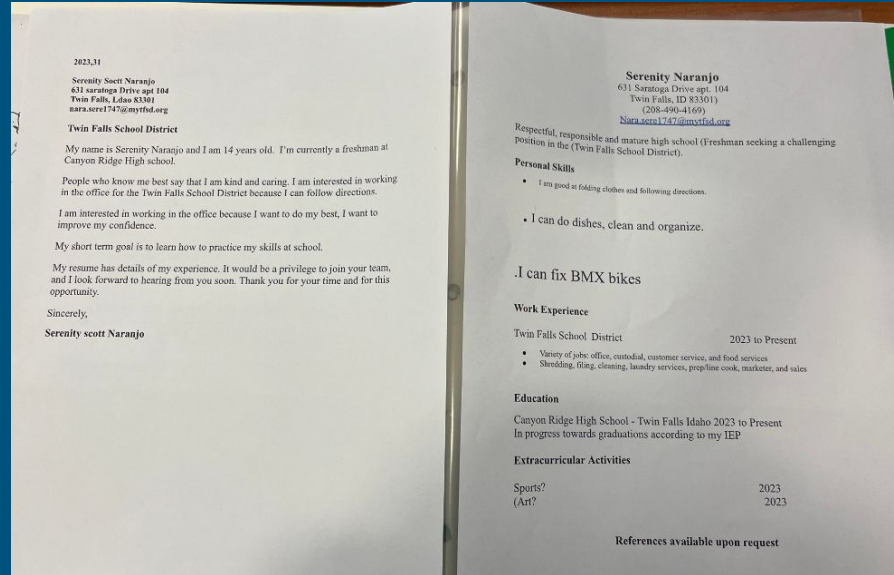 2023,31
Serenity Soctt Naranjo
631 saratoga Drive apt 104
Twin Falls, Ldao 83301
nara.sere1747@mytfsd.org
Twin Falls School District
My name is Serenity Naranjo and I am 14 years old. I'm currently a freshman at
Canyon Ridge High school.
People who know me best say that I am kind and caring. I am interested in working
in the office for the Twin Falls School District because I can follow directions.
I am interested in working in the office because I want to do my best, I want to
improve my confidence.
My short term goal is to learn how to practice my skills at school.
My resume has details of my experience. It would be a privilege to join your team,
and I look forward to hearing from you soon. Thank you for your time and for this
opportunity.
Sincerely,
Serenity scott Naranjo
Serenity Naranjo
631 Saratoga Drive apt. 104
Twin Falls, ID 83301)
(208-490-4169)
Nara.sere1747@mytfsd.org
Respectful, responsible and mature high school (Freshman seeking a challenging
position in the (Twin Falls School District).
Personal Skills
• I am good at folding clothes and following directions.
• I can do dishes, clean and organize.
.I can fix BMX bikes
Work Experience
Twin Falls School District 2023 to Present
• Variety of jobs: office, custodial, customer service, and food services
• Shredding, filing, cleaning, laundry services, prep/line cook, marketer, and sales
Education
Canyon Ridge High School - Twin Falls Idaho 2023 to Present
In progress towards graduations according to my IEP
Extracurricular Activities
Sports? 2023
(Art? 2023
References available upon request